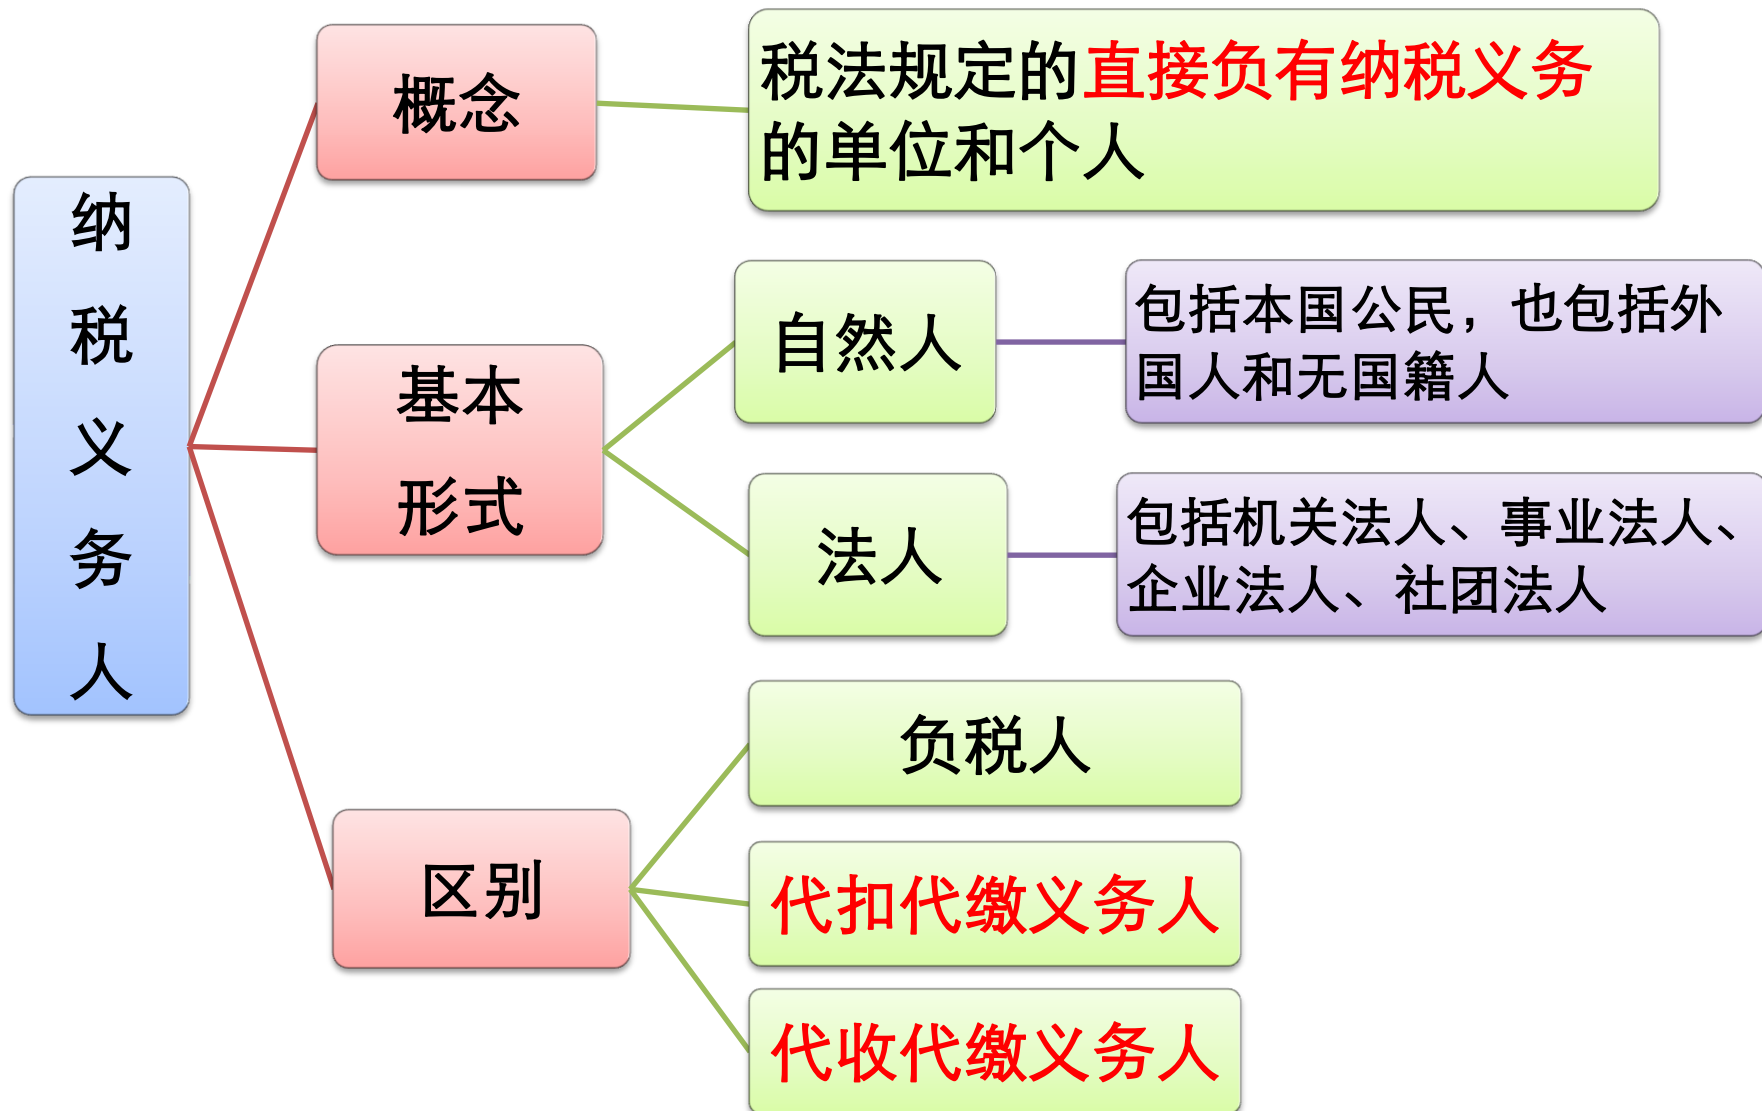 纳
税
义
务
人
概念
税法规定的直接负有纳税义务
的单位和个人
基本
形式
自然人
包括本国公民，也包括外
国人和无国籍人
法人
包括机关法人、事业法人、
企业法人、社团法人
区别
负税人
代扣代缴义务人
代收代缴义务人